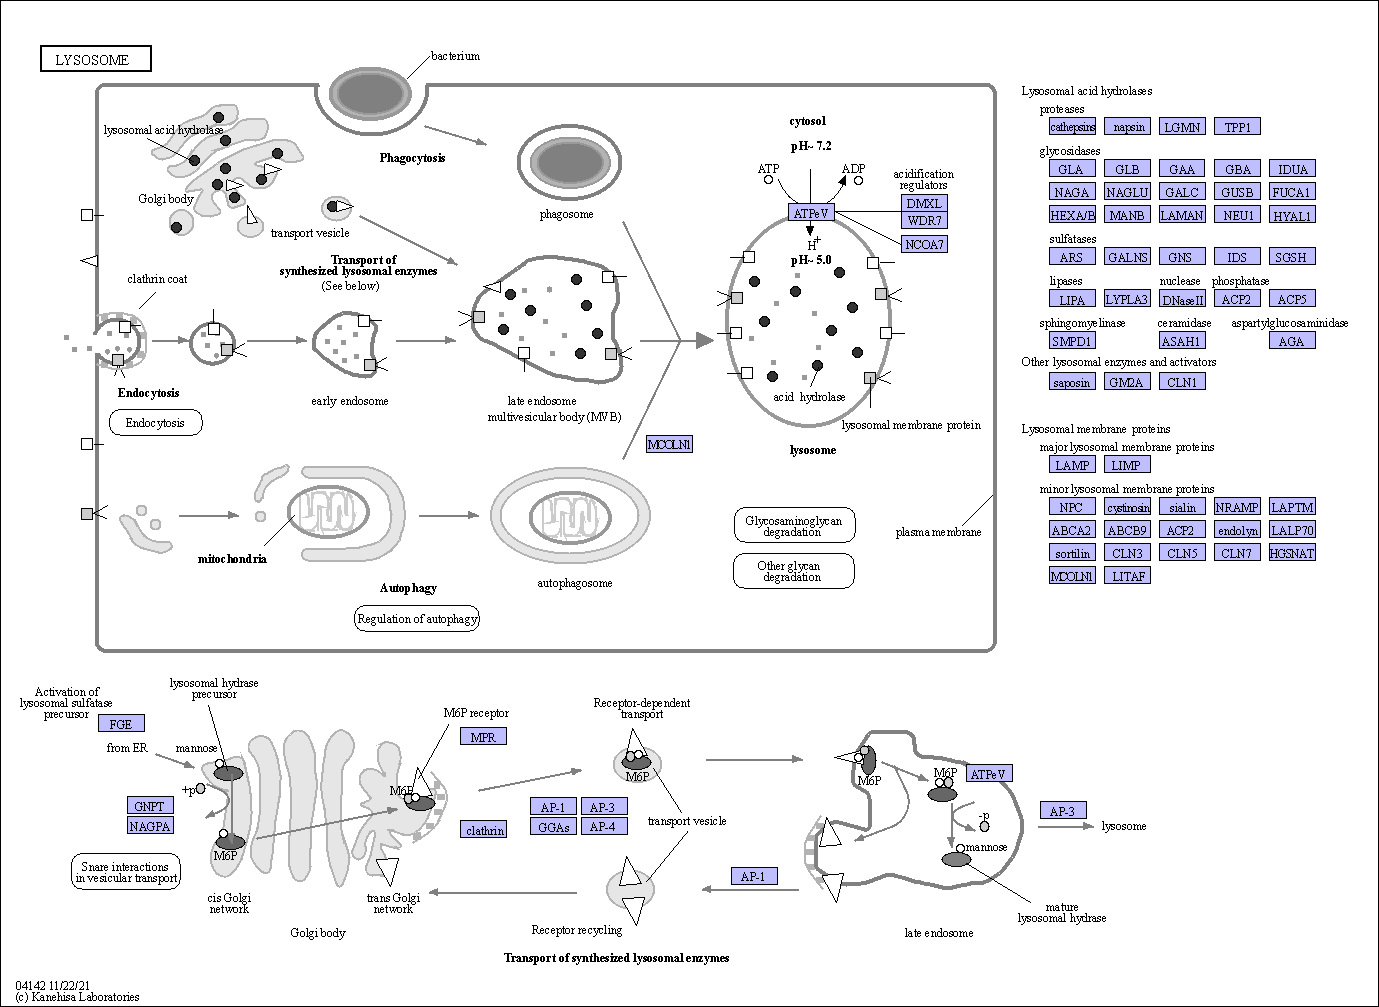 LYSOSOME
bacterium
lysosomal acid hydrolase
Golgi body
Phagocytosis
phagosome
transport vesicle
Transport of
synthesized lysosomal enzymes
(See below)
clathrin coat
Endocytosis
Endocytosis
early endosome
late endosome
multivesicular body (MVB)
MCOLN1
mitochondria
Autophagy
Regulation of autophagy
autophagosome
cytosol
pH~ 7.2
ATP
ADP
ATPeV
acidification
regulators
DMXL
WDR7
NCOA7
H+
pH~ 5.0
acid hydrolase
lysosomal membrane protein
lysosome
Glycosaminoglycan
degradation
Other glycan
degradation
plasma membrane
Lysosomal acid hydrolases
proteases
cathepsins napsin LGMN TPP1
glycosidases
GLA GLB GAA GBA IDUA
NAGA NAGLU GALC GUSB FUCA1
HEXA/B MANB LAMAN NEU1 HYAL1
sulfatases
ARS GALNS GNS IDS SGSH
lipases nuclease phosphatase
LIPA LYPLA3 DNaseII ACP2 ACP5
sphingomyelinase ceramidase aspartylglucosaminidase
SMPD1 ASAH1 AGA
Other lysosomal enzymes and activators
saposin GM2A CLN1
Lysosomal membrane proteins
major lysosomal membrane proteins
LAMP LIMP
minor lysosomal membrane proteins
NPC cystinosin sialin NRAMP LAPTM
ABCA2 ABCB9 ACP2 endolyn LALP70
sortilin CLN3 CLN5 CLN7 HGSNAT
MCOLN1 LITAF
Activation of
lysosomal sulfatase
precursor
FGE
lysosomal hydrase
precursor
from ER
mannose
+p
GNPT
NAGPA
M6P
Snare interactions
in vesicular transport
cis Golgi
network
Golgi body
trans Golgi
network
M6P receptor
MPR
M6P
clathrin
Receptor-dependent
transport
M6P
AP-1 AP-3
GGAs AP-4
transport vesicle
Receptor recycling
AP-1
M6P
M6P
ATPeV
-p
mannose
AP-3
lysosome
mature
lysosomal hydrase
late endosome
Transport of synthesized lysosomal enzymes
04142 11/22/21
(c) Kanehisa Laboratories